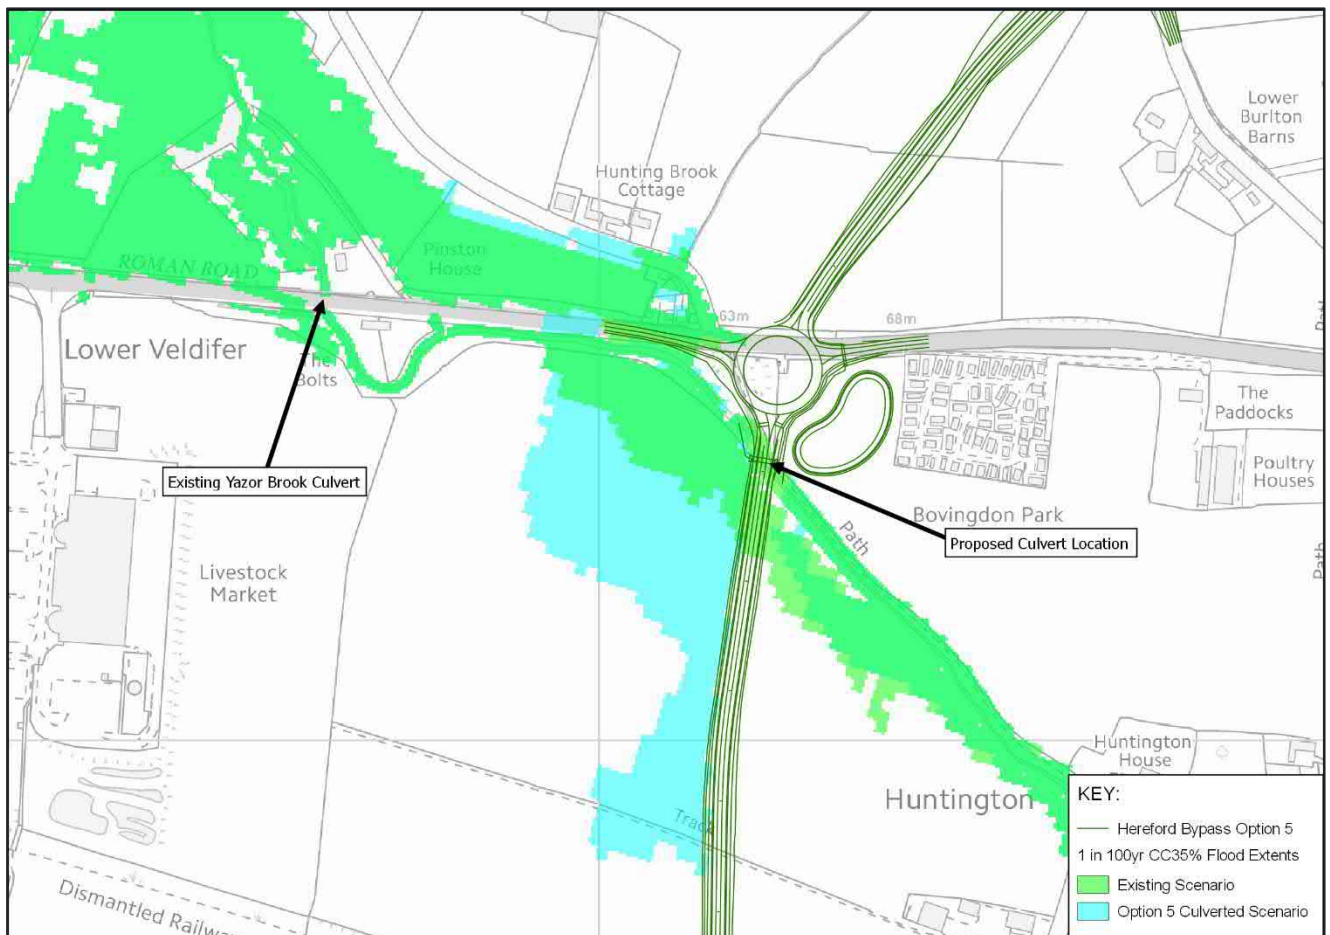 Lower
Burlton
Barns
Hunting Brook
Cottage
Pinston
House
ROMAN ROAD
63m
68m
Lower Veldifer
The
Bolts
The
Paddocks
Poultry
Houses
Existing Yazor Brook Culvert
Bovingdon Park
Proposed Culvert Location
Path
Path
Livestock
Market
Huntington
House
Huntington
Track
Dismantled Railway
KEY:
Hereford Bypass Option 5
1 in 100yr CC35% Flood Extents
Existing Scenario
Option 5 Culverted Scenario